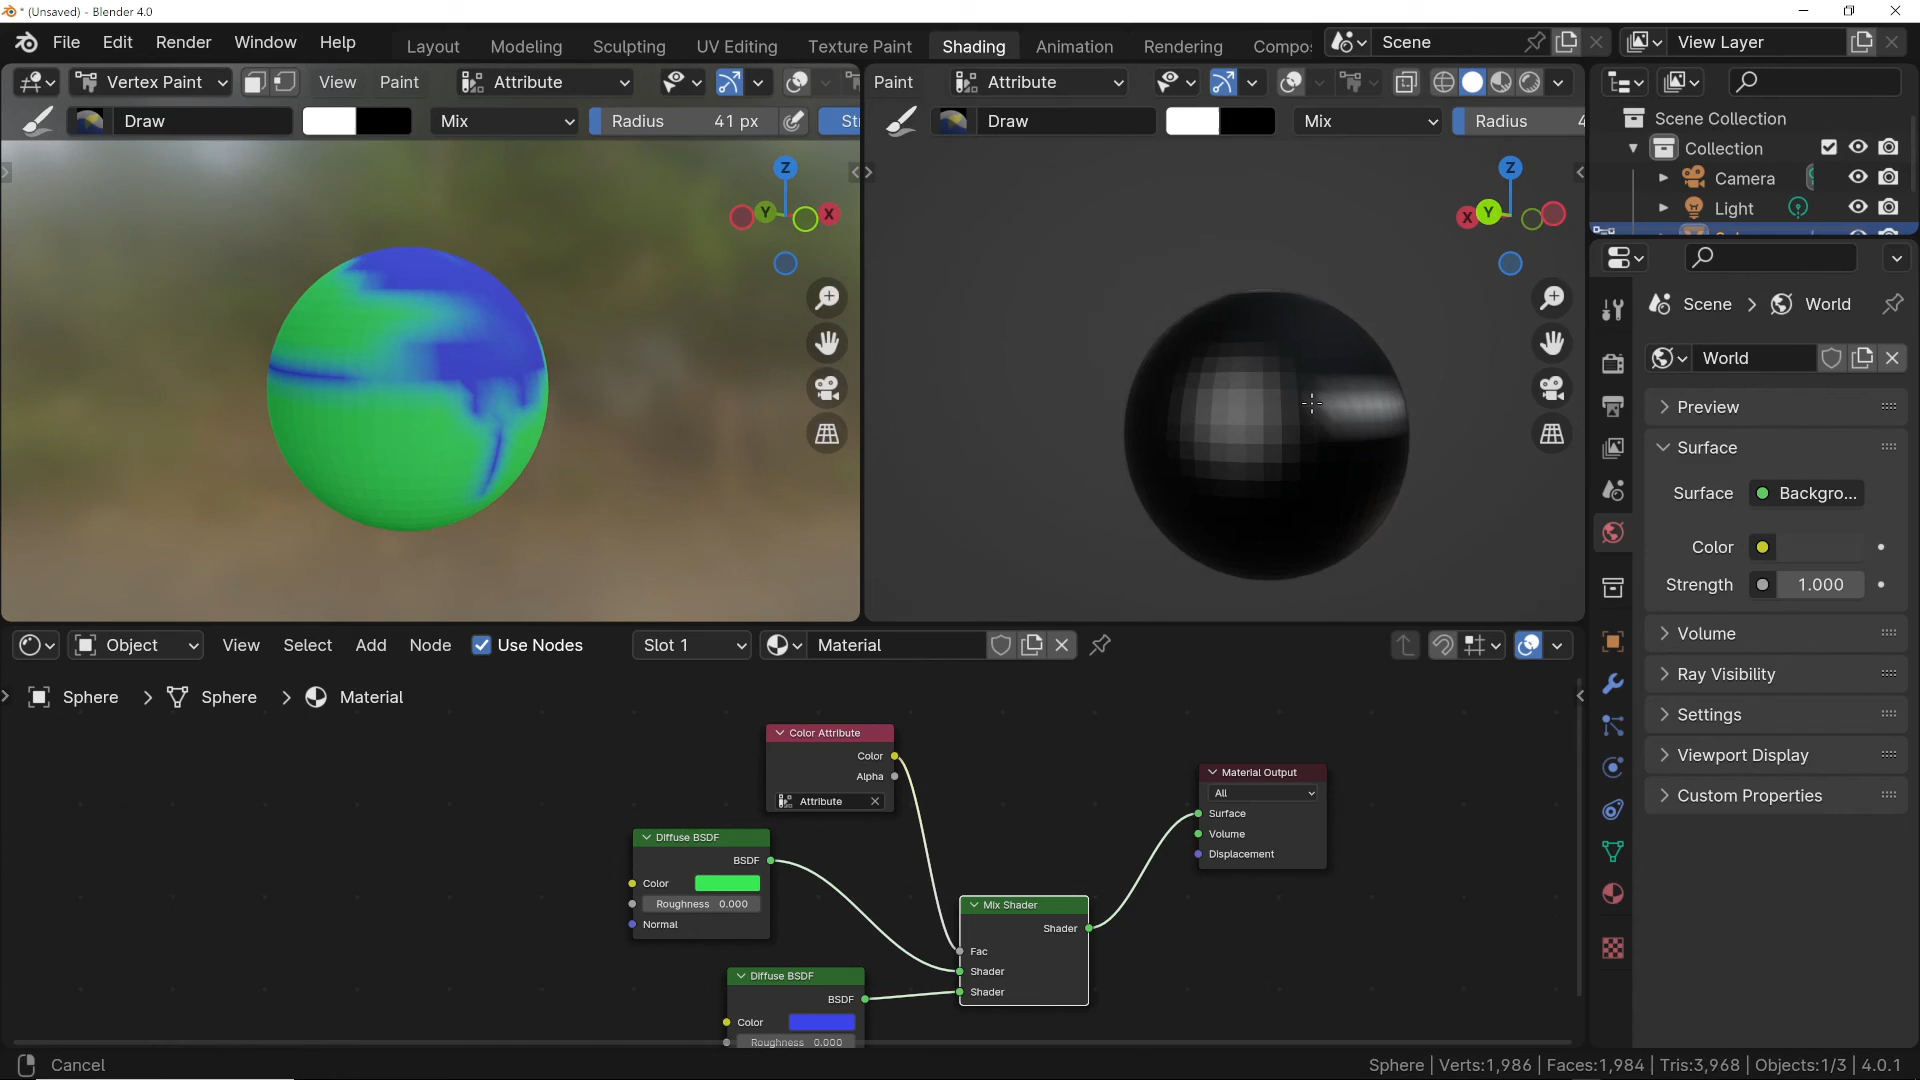 * (Unsaved) - Blender 4.0
File Edit Render Window Help Layout Modeling Sculpting UV Editing Texture Paint Shading Animation Rendering Compo: Scene View Layer
Vertex Paint View Paint Attribute Paint Attribute
Draw Mix Radius 41 px St Draw Mix Radius 4
Z
Y X
Z
X Y
Scene Collection
Collection
Camera
Light
Scene > World
World
Preview
Surface
Surface Backgro...
Color
Strength 1.000
Volume
Ray Visibility
Settings
Viewport Display
Custom Properties
Object View Select Add Node Use Nodes Slot 1 Material
Sphere > Sphere > Material
Color Attribute
Color
Alpha
Attribute
Diffuse BSDF
BSDF
Color
Roughness 0.000
Normal
Diffuse BSDF
BSDF
Color
Roughness 0.000
Mix Shader
Shader
Fac
Shader
Shader
Material Output
All
Surface
Volume
Displacement
Cancel
Sphere | Verts:1,986 | Faces:1,984 | Tris:3,968 | Objects:1/3 | 4.0.1